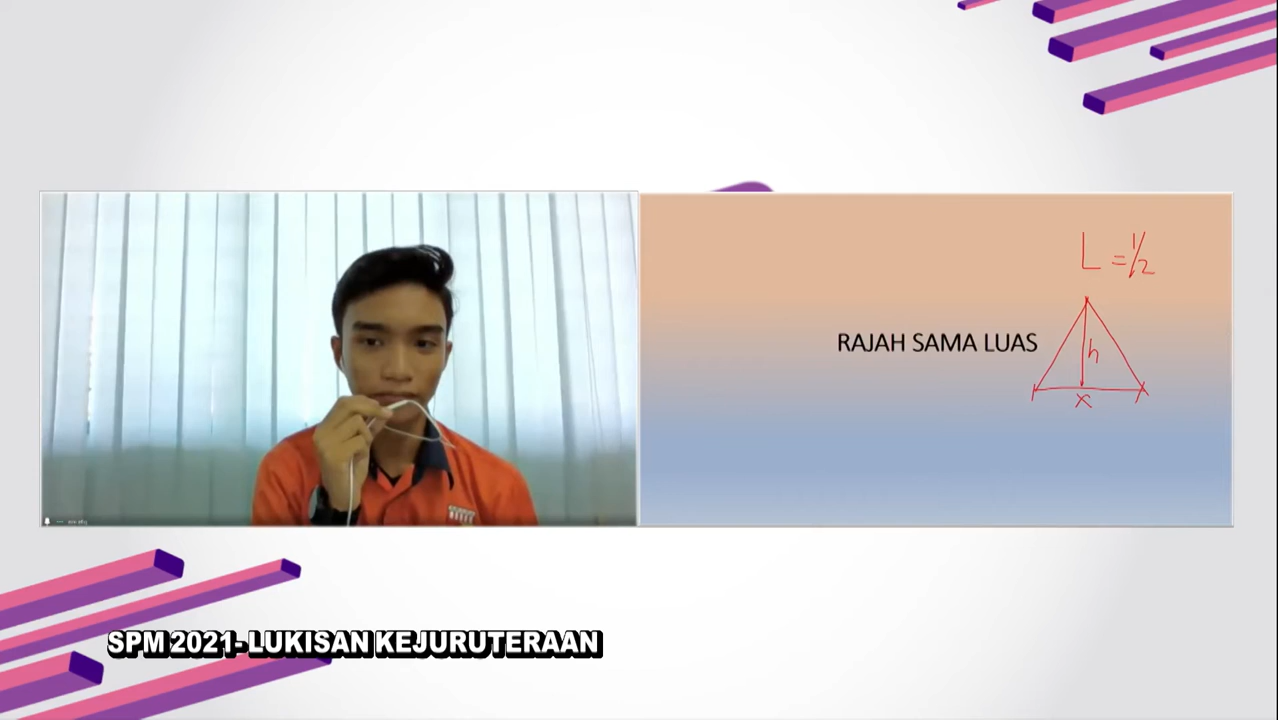 L = 1/2
RAJAH SAMA LUAS
h
x
SPM 2021- LUKISAN KEJURUTERAAN